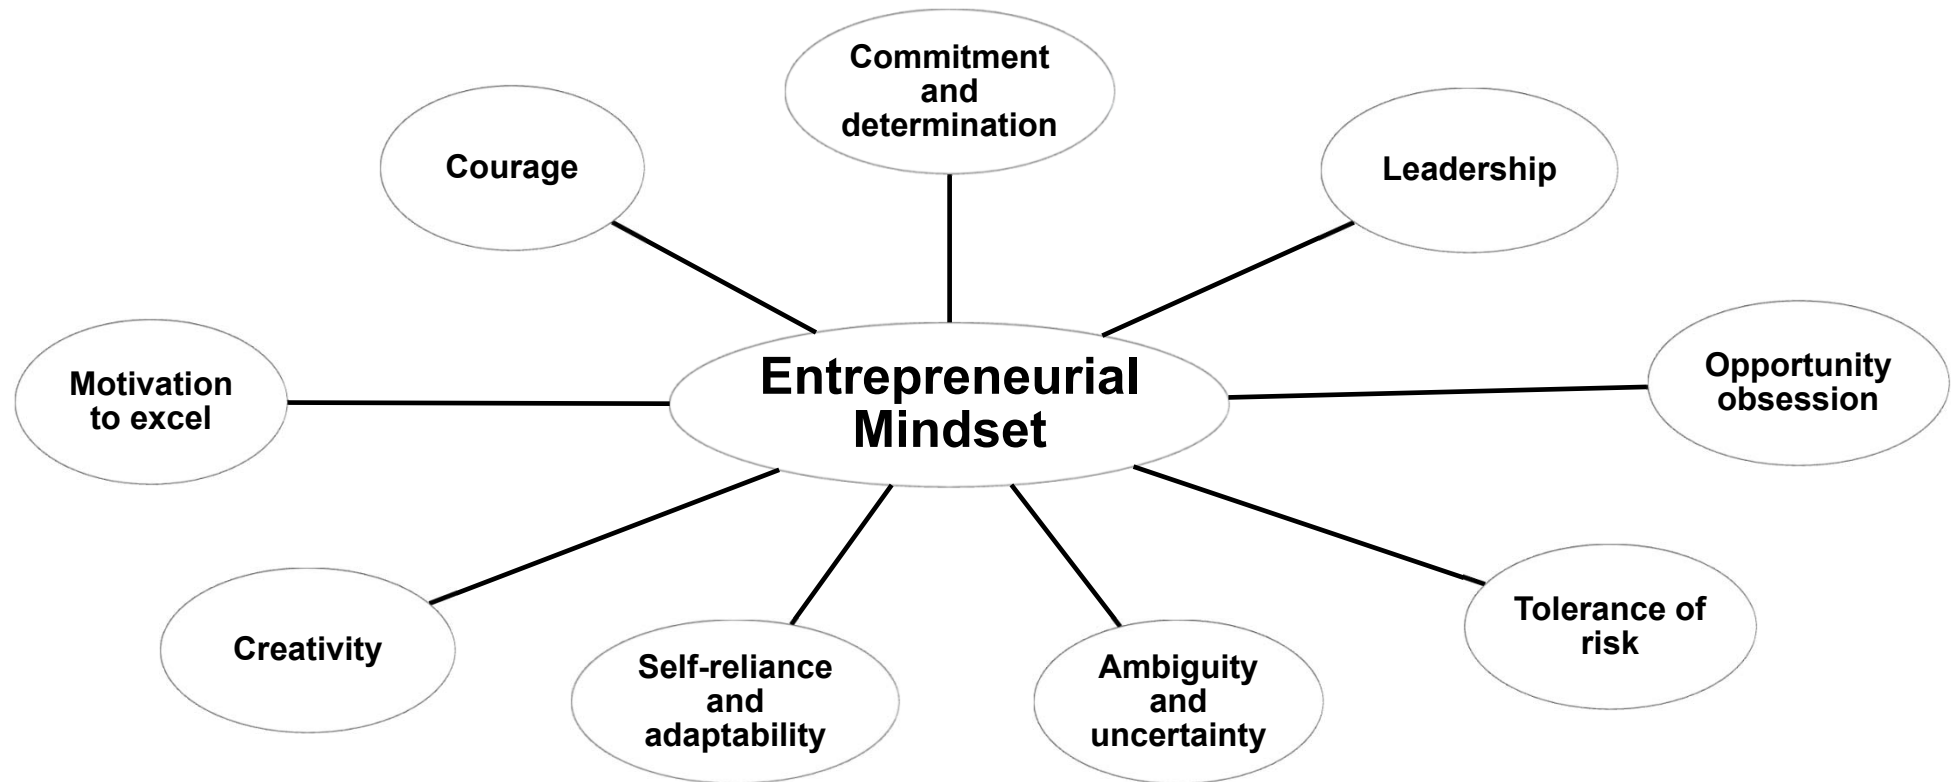 Commitment
and
determination
Courage
Leadership
Entrepreneurial
Mindset
Motivation
to excel
Opportunity
obsession
Creativity
Self-reliance
and
adaptability
Ambiguity
and
uncertainty
Tolerance of
risk